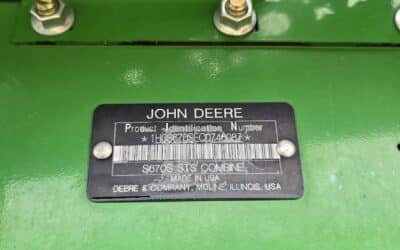 JOHN DEERE
Product Identification Number
S670S STS COMBINE
MADE IN USA
DEERE & COMPANY, MOLINE, ILLINOIS, USA